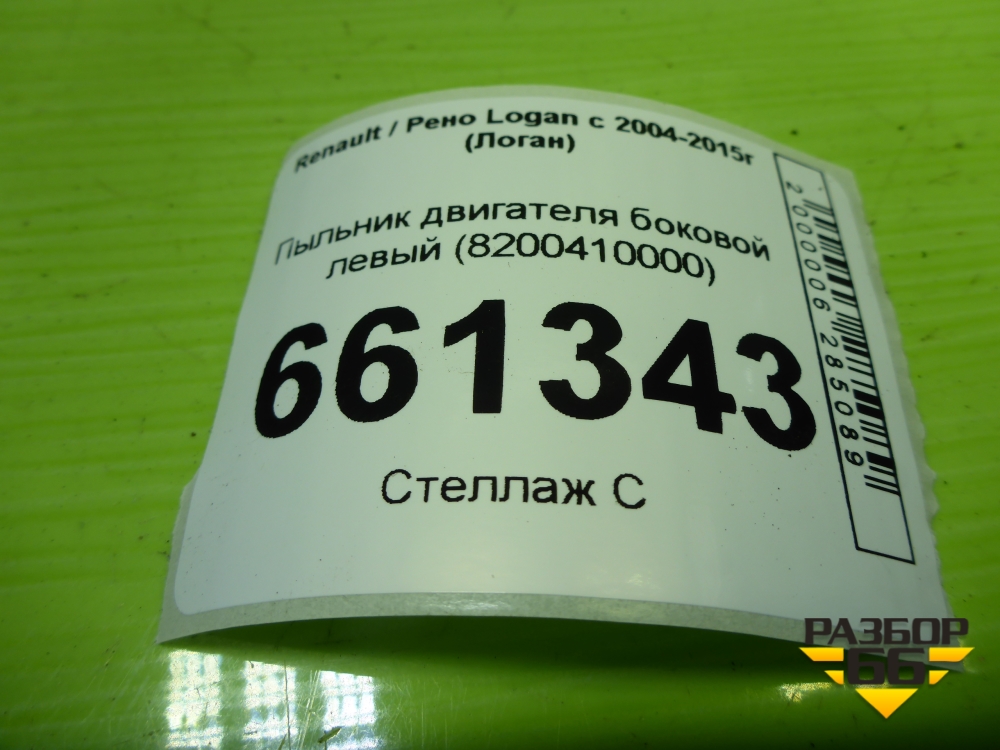 Renault / Рено Logan с 2004-2015г
(Логан)
Пыльник двигателя боковой
левый (8200410000)
661343
Стеллаж С
2000006285089
РАЗБОР
66